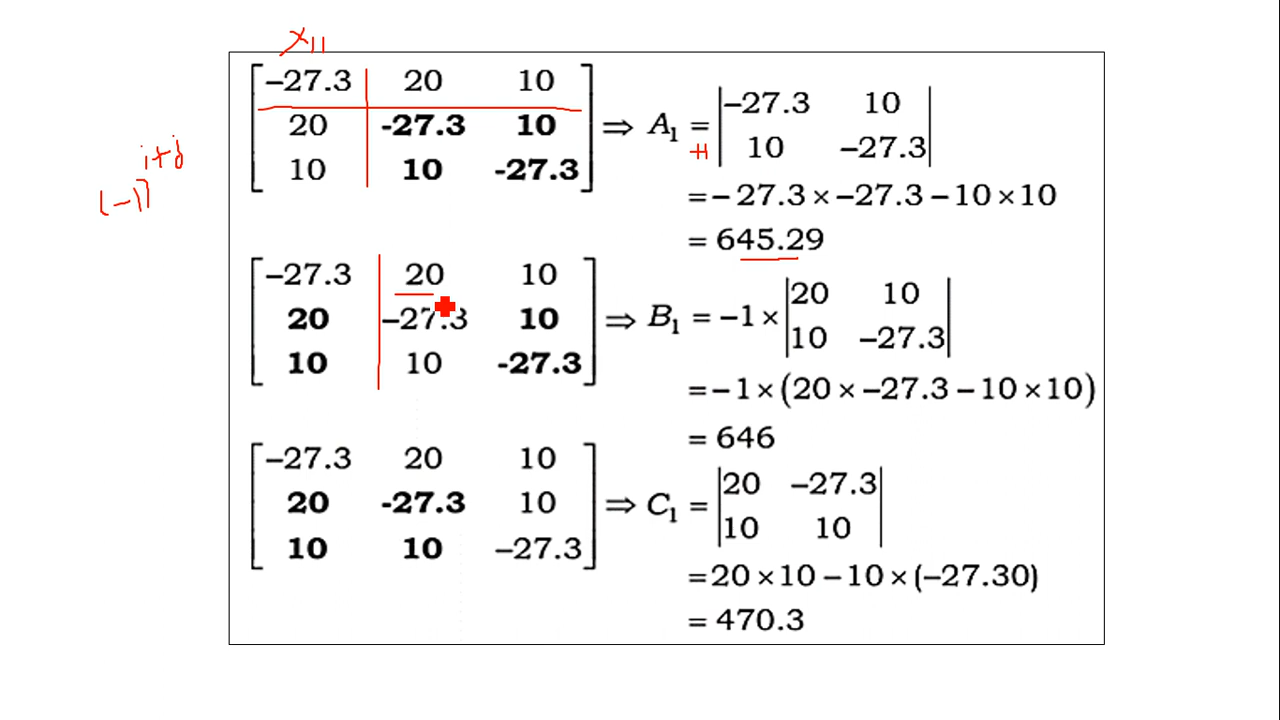 x₁₁
-27.3 20 10
20 -27.3 10
10 10 -27.3
⇒ A₁ = |-27.3 10|
|10 -27.3|
+1
(-1)^(i+j)
= -27.3 × -27.3 - 10 × 10
= 645.29
-27.3 20 10
20 -27.3 10
10 10 -27.3
⇒ B₁ = -1 × |20 10|
|10 -27.3|
= -1 × (20 × -27.3 - 10 × 10)
= 646
-27.3 20 10
20 -27.3 10
10 10 -27.3
⇒ C₁ = |20 -27.3|
|10 10|
= 20 × 10 - 10 × (-27.30)
= 470.3